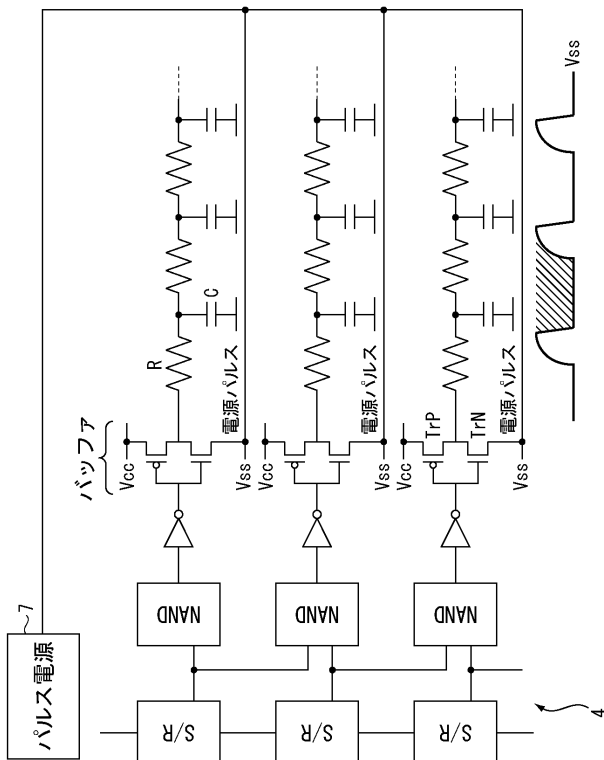 パルス電源
7
バッファ
Vcc
R
C
Vss
電源パルス
NAND
S/R
Vcc
Vss
電源パルス
NAND
S/R
Vcc
TrP
TrN
Vss
電源パルス
NAND
S/R
Vss
4